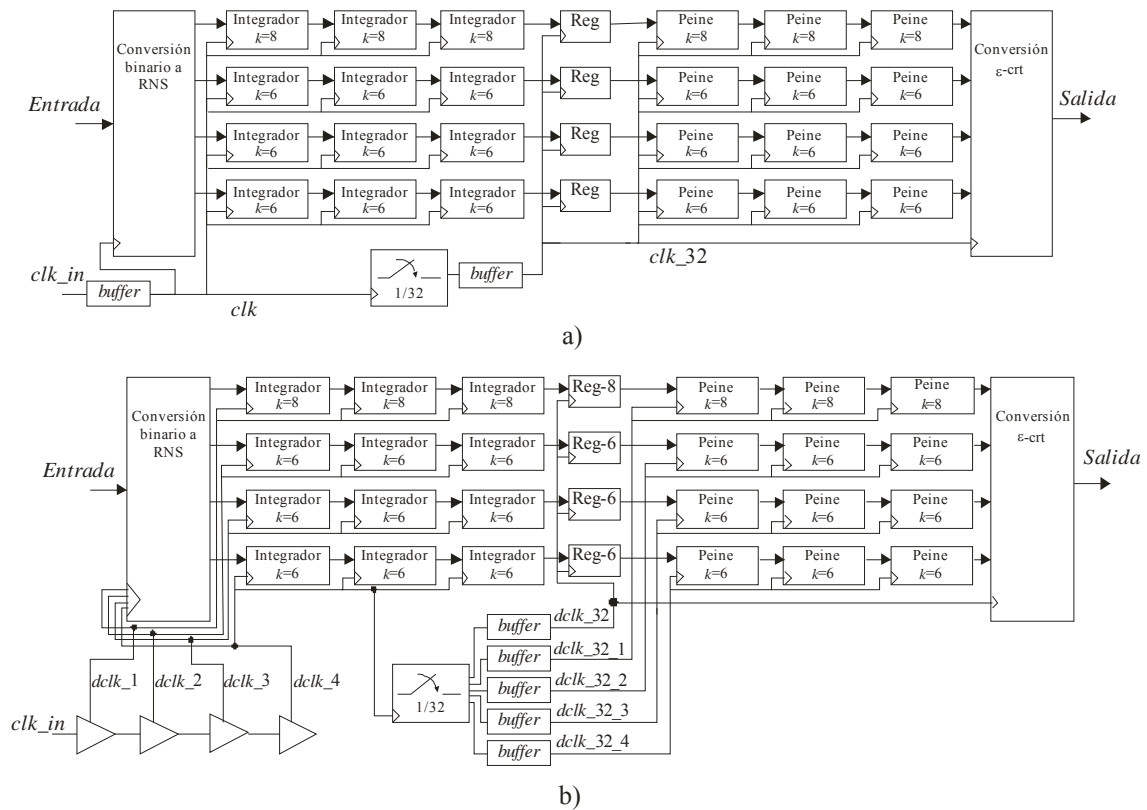 Integrador Integrador Integrador Reg Peine Peine Peine
k=8 k=8 k=8 k=8 k=8 k=8
Conversión binario a RNS
Conversión ε-crt
Integrador Integrador Integrador Reg Peine Peine Peine
k=6 k=6 k=6 k=6 k=6 k=6
Entrada
Salida
Integrador Integrador Integrador Reg Peine Peine Peine
k=6 k=6 k=6 k=6 k=6 k=6
Integrador Integrador Integrador Reg Peine Peine Peine
k=6 k=6 k=6 k=6 k=6 k=6
clk_in
buffer
clk
1/32
buffer
clk_32
a)
Integrador Integrador Integrador Reg-8 Peine Peine Peine
k=8 k=8 k=8 k=8 k=8 k=8
Conversión binario a RNS
Conversión ε-crt
Integrador Integrador Integrador Reg-6 Peine Peine Peine
k=6 k=6 k=6 k=6 k=6 k=6
Entrada
Salida
Integrador Integrador Integrador Reg-6 Peine Peine Peine
k=6 k=6 k=6 k=6 k=6 k=6
Integrador Integrador Integrador Reg-6 Peine Peine Peine
k=6 k=6 k=6 k=6 k=6 k=6
buffer dclk_32
buffer dclk_32_1
buffer dclk_32_2
buffer dclk_32_3
buffer dclk_32_4
1/32
dclk_1 dclk_2 dclk_3 dclk_4
clk_in
b)